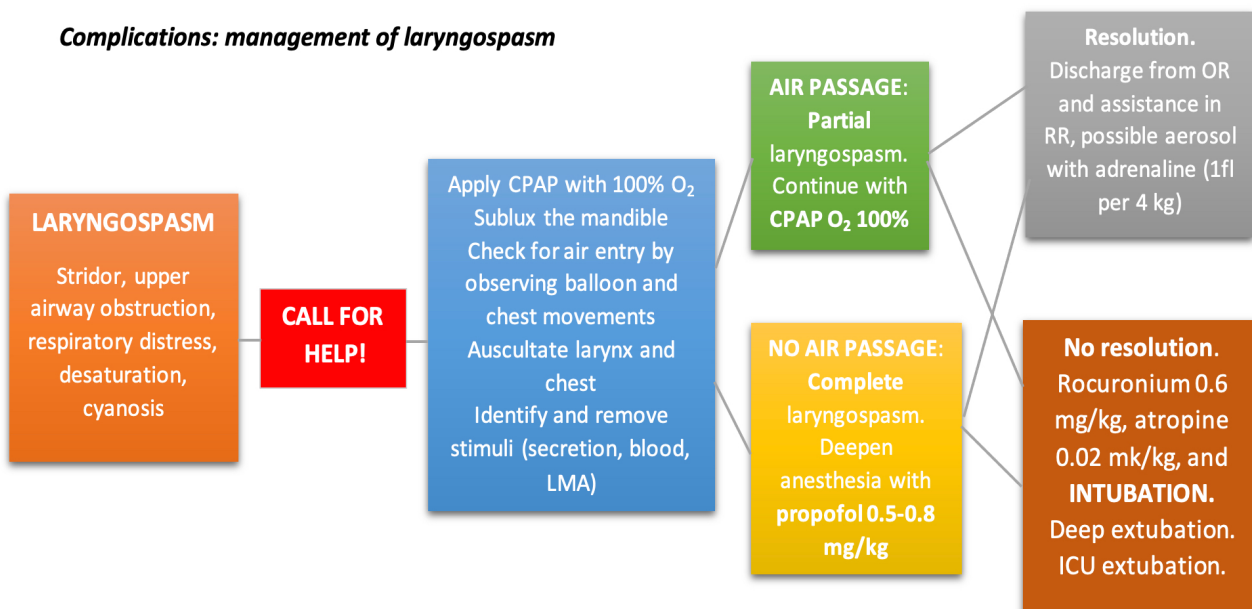 Complications: management of laryngospasm
LARYNGOSPASM
Stridor, upper
airway obstruction,
respiratory distress,
desaturation,
cyanosis
CALL FOR
HELP!
Apply CPAP with 100% O₂
Sublux the mandible
Check for air entry by
observing balloon and
chest movements
Auscultate larynx and
chest
Identify and remove
stimuli (secretion, blood,
LMA)
AIR PASSAGE:
Partial
laryngospasm.
Continue with
CPAP O₂ 100%
NO AIR PASSAGE:
Complete
laryngospasm.
Deepen
anesthesia with
propofol 0.5-0.8
mg/kg
Resolution.
Discharge from OR
and assistance in
RR, possible aerosol
with adrenaline (1fl
per 4 kg)
No resolution.
Rocuronium 0.6
mg/kg, atropine
0.02 mk/kg, and
INTUBATION.
Deep extubation.
ICU extubation.